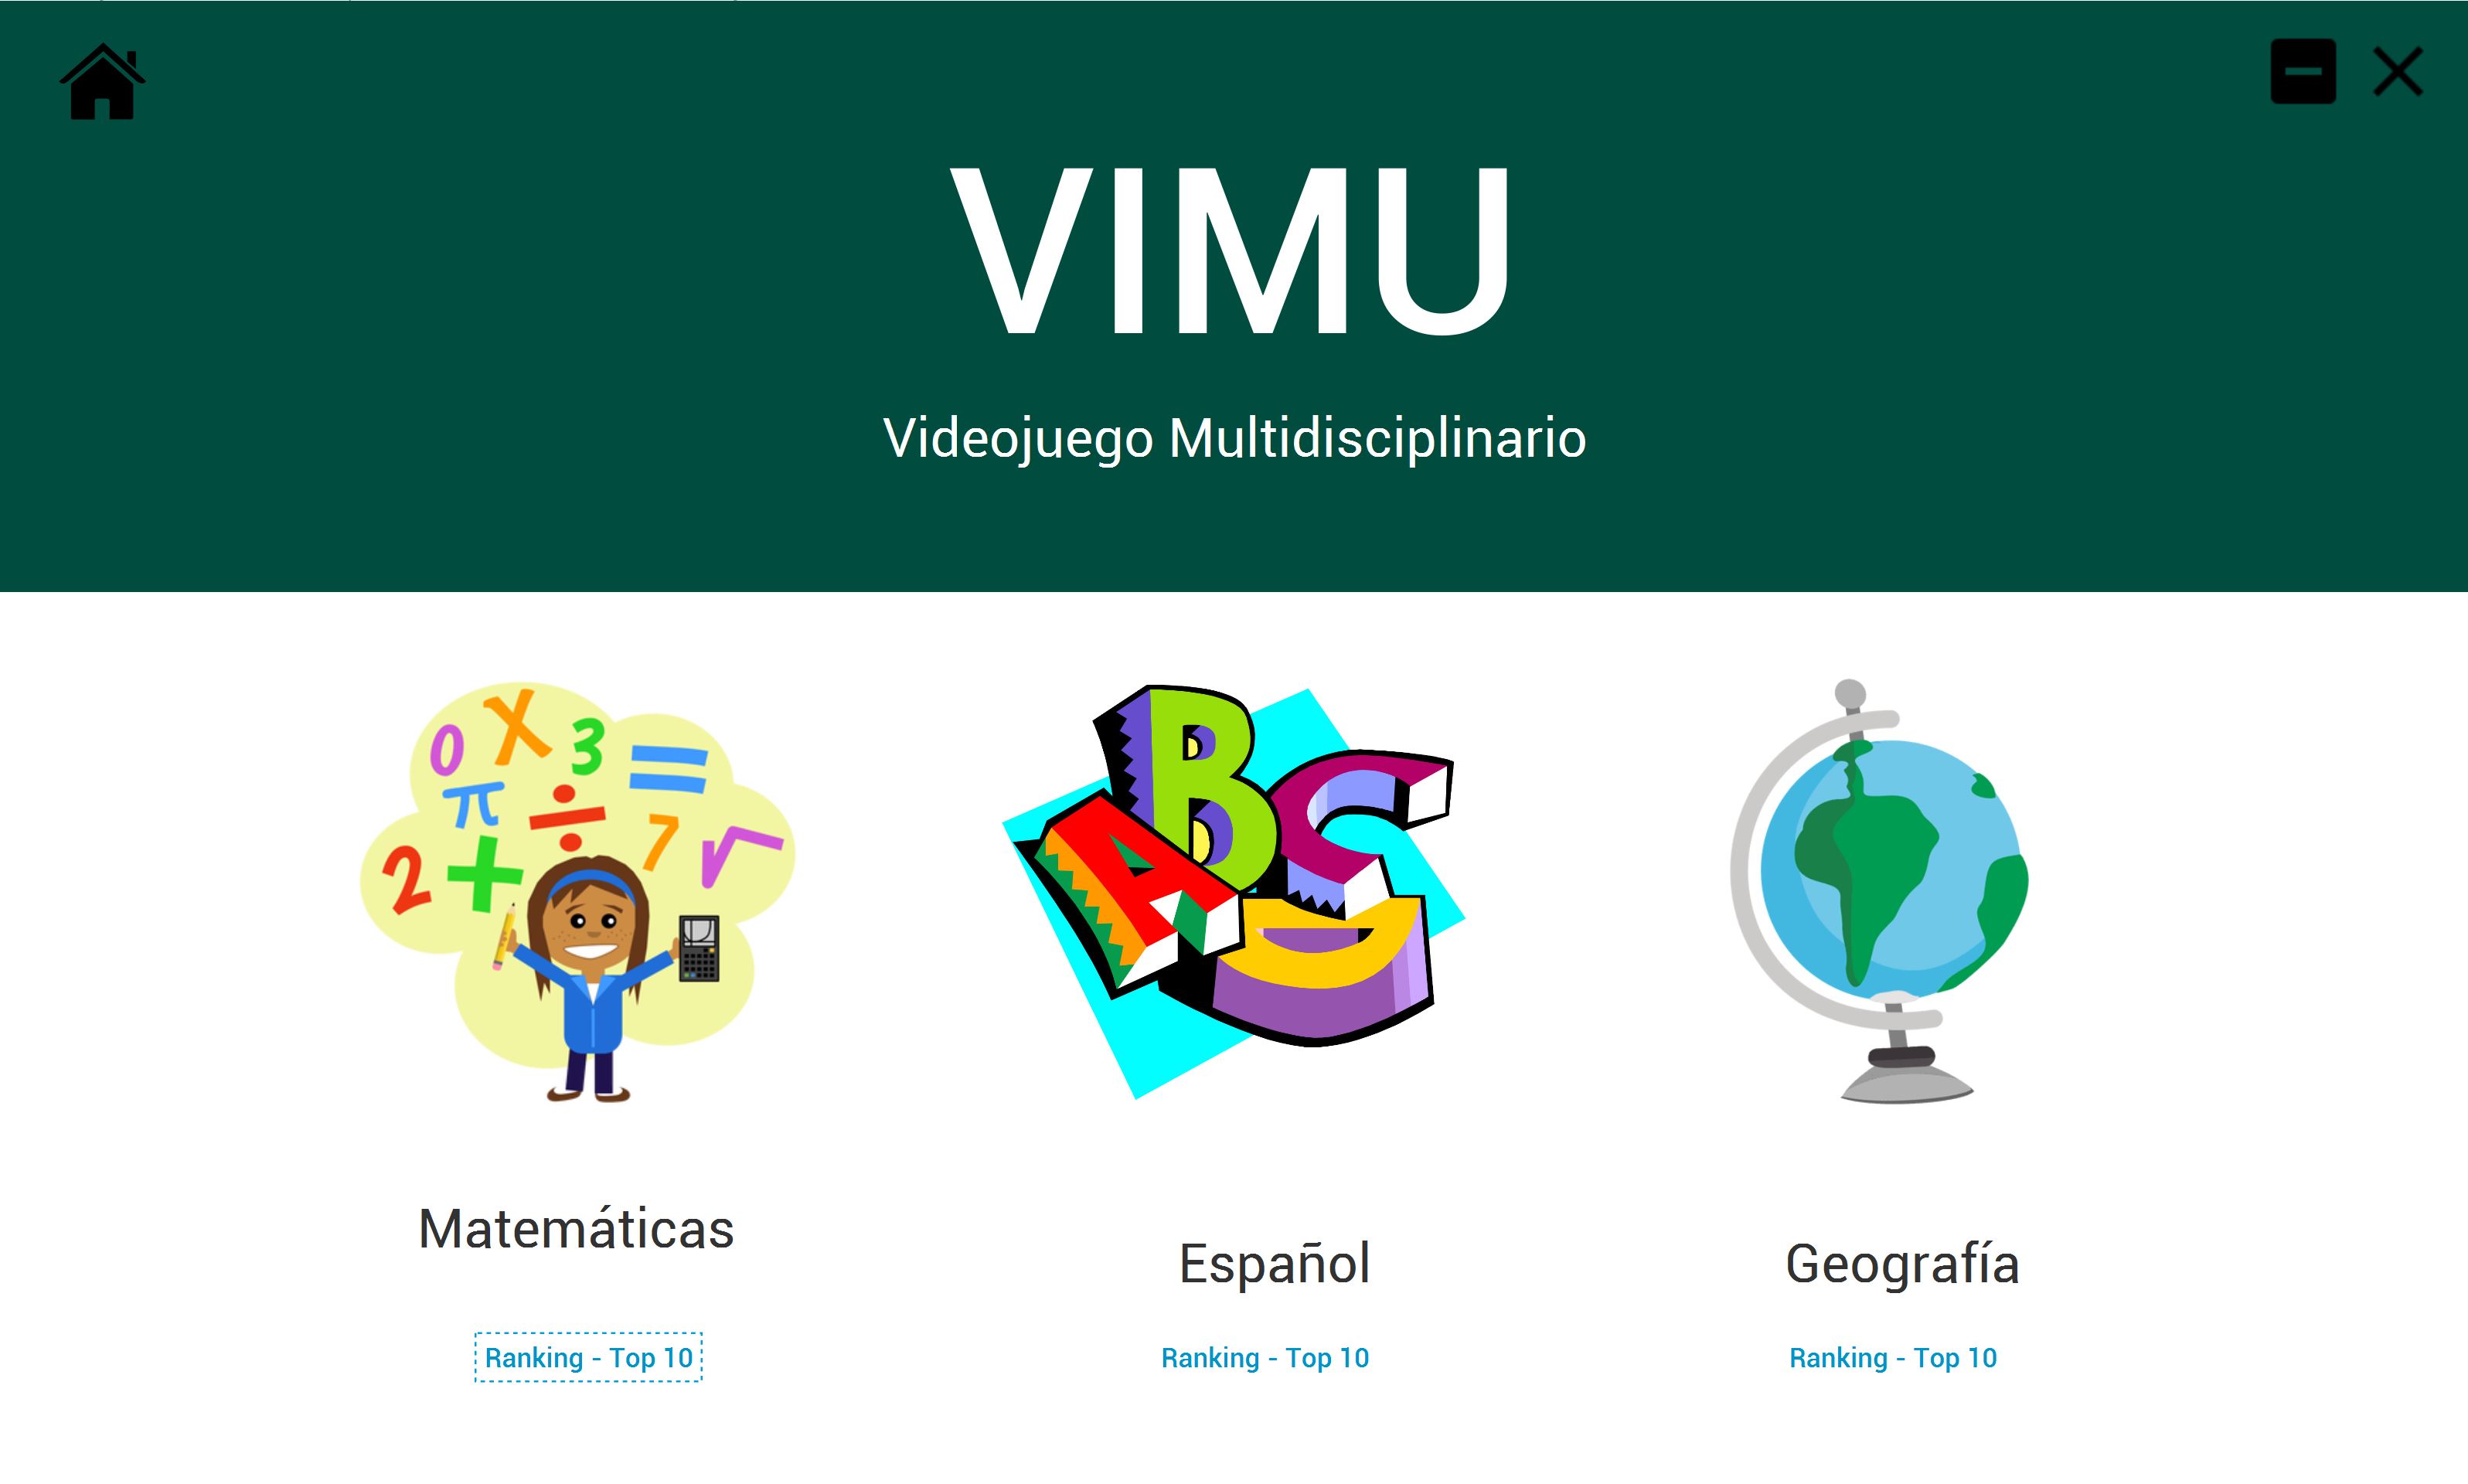 VIMU
Videojuego Multidisciplinario
0 X 3 =
π ÷ 7 √
2 +
A B C
Matemáticas
Español
Geografía
Ranking - Top 10
Ranking - Top 10
Ranking - Top 10